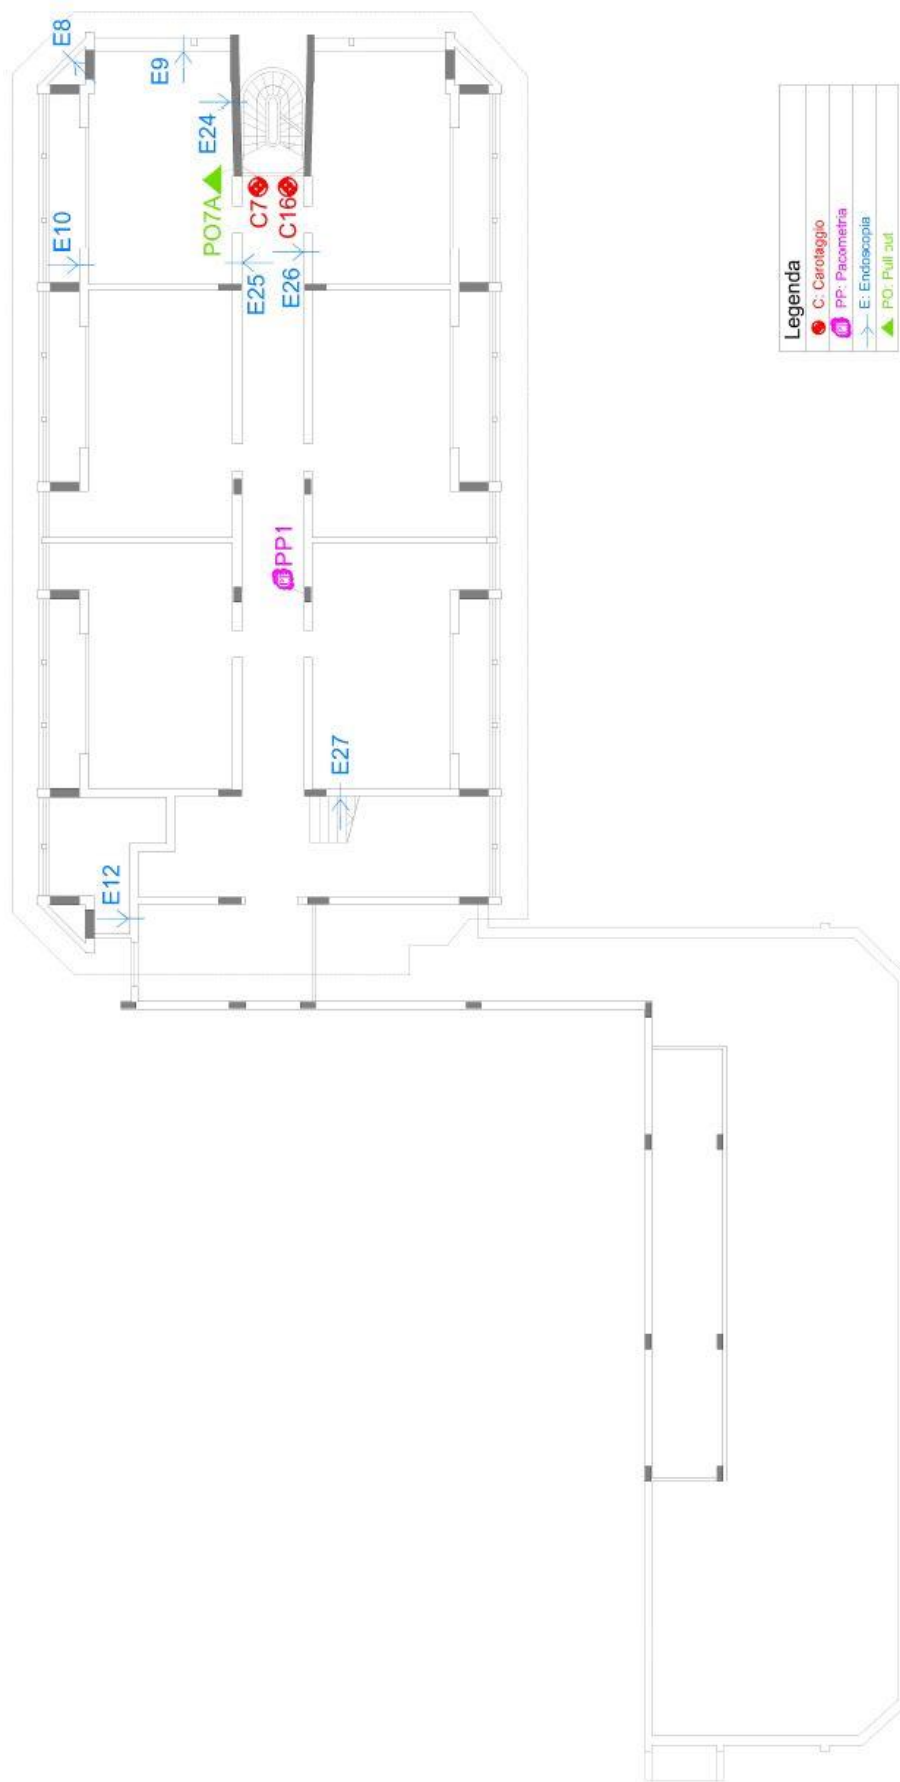 E8
E9
E24
PO7A
C7
C16
E10
E25
E26
PP1
E27
E12
Legenda
C: Carotaggio
PP: Pacometria
E: Endoscopia
PO: Pull out